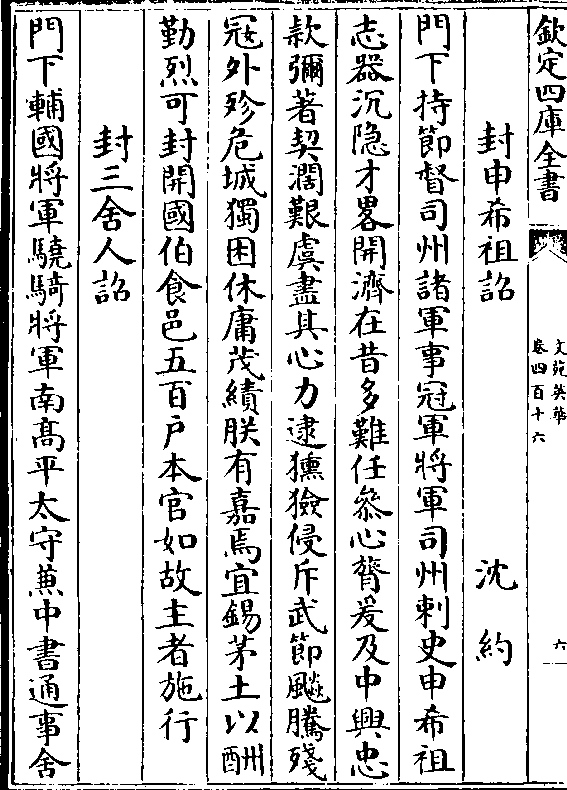 欽定四庫全書
文苑英華
卷四百十六
六
封申希祖詔 沈約
門下持節督司州諸軍事冠軍將軍司州刺史申希祖
志器沉隐才畧開濟在昔多難任叅心膂爰及中興忠
款彌著契濶艱虞盡其心力逮獯獫侵斥武節飇騰殘
宼外殄危城獨固休庸茂績朕有嘉焉宜錫茅土以酬
勤烈可封開國伯食邑五百戸本官如故主者施行
封三舍人詔
門下輔國將軍驍騎將軍南髙平太守蕪中書通事舍